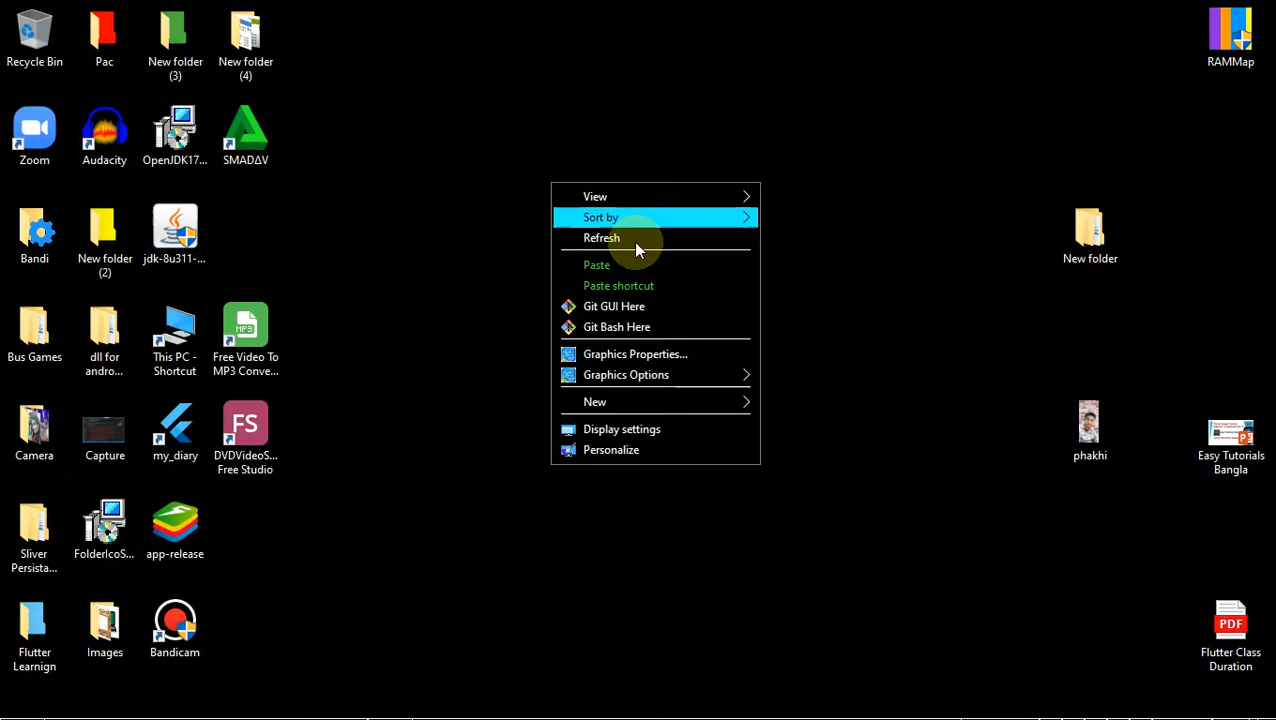 Recycle Bin
Pac
New folder
(3)
New folder
(4)
RAMMap
Zoom
Audacity
OpenJDK17...
SMADΔV
Bandi
New folder
(2)
jdk-8u311-...
New folder
Bus Games
dll for
andro...
This PC -
Shortcut
MP3
Free Video To
MP3 Conve...
Camera
Capture
my_diary
FS
DVDVideoS...
Free Studio
phakhi
Easy Tutorials
Bangla
Sliver
Persista...
FolderIcoS...
app-release
Flutter
Learnign
Images
Bandicam
PDF
Flutter Class
Duration
View
Sort by
Refresh
Paste
Paste shortcut
Git GUI Here
Git Bash Here
Graphics Properties...
Graphics Options
New
Display settings
Personalize